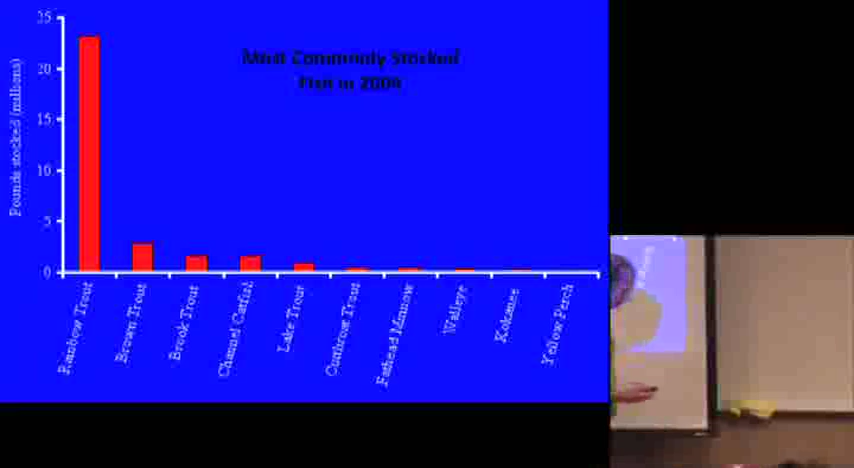 Most Commonly Stocked
Fish in 2004
Pounds stocked (millions)
25
20
15
10
5
0
Rainbow Trout
Brown Trout
Brook Trout
Channel Catfish
Lake Trout
Cutthroat Trout
Fathead Minnow
Walleye
Kokanee
Yellow Perch